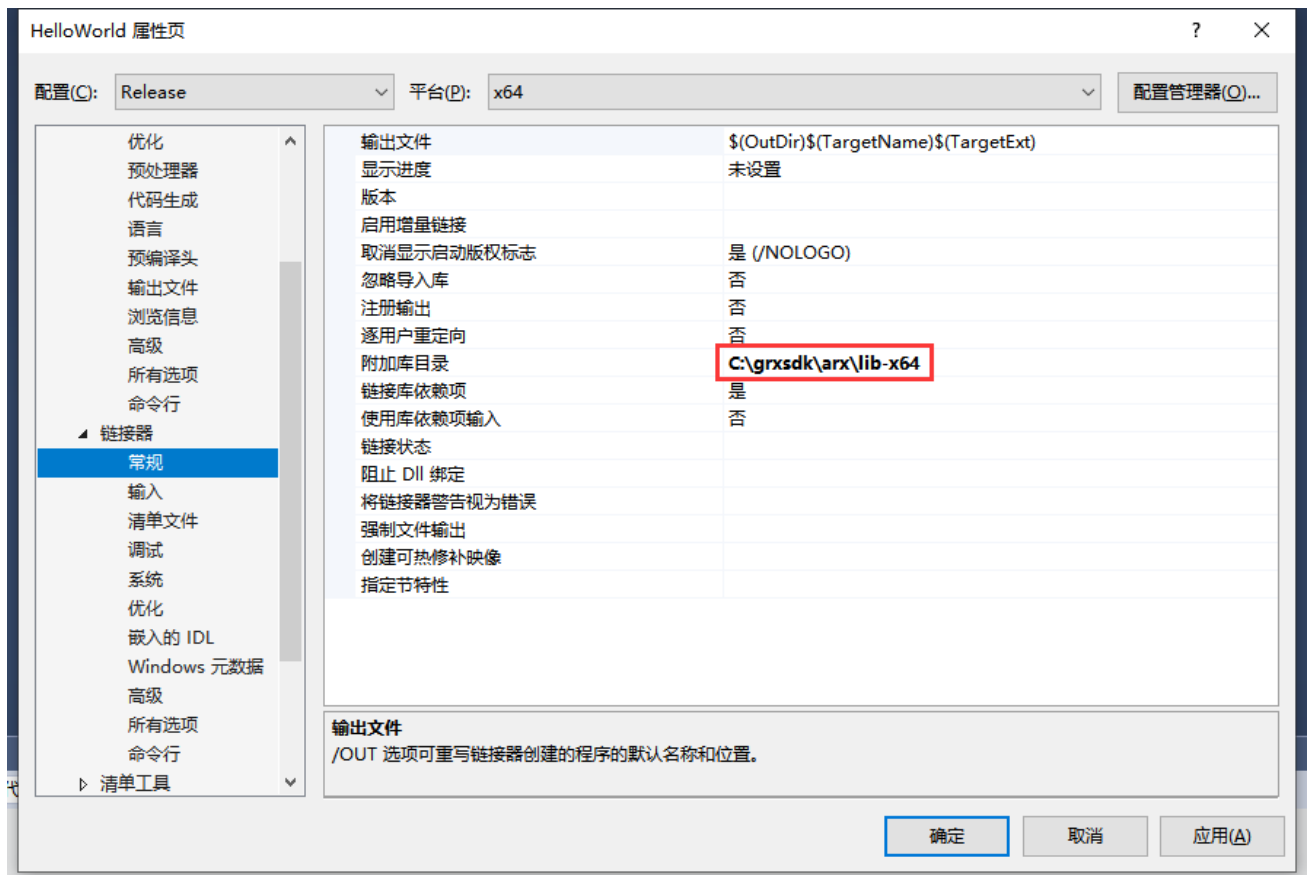 HelloWorld 属性页
?
配置(C): Release 平台(P): x64 配置管理器(O)...
优化
预处理器
代码生成
语言
预编译头
输出文件
浏览信息
高级
所有选项
命令行
链接器
常规
输入
清单文件
调试
系统
优化
嵌入的 IDL
Windows 元数据
高级
所有选项
命令行
清单工具
输出文件 $(OutDir)$(TargetName)$(TargetExt)
显示进度 未设置
版本
启用增量链接
取消显示启动版权标志 是 (/NOLOGO)
忽略导入库 否
注册输出 否
逐用户重定向 否
附加库目录 C:\grxsdk\arx\lib-x64
链接库依赖项 是
使用库依赖项输入 否
链接状态
阻止 Dll 绑定
将链接器警告视为错误
强制文件输出
创建可热修补映像
指定节特性
输出文件
/OUT 选项可重写链接器创建的程序的默认名称和位置。
确定 取消 应用(A)